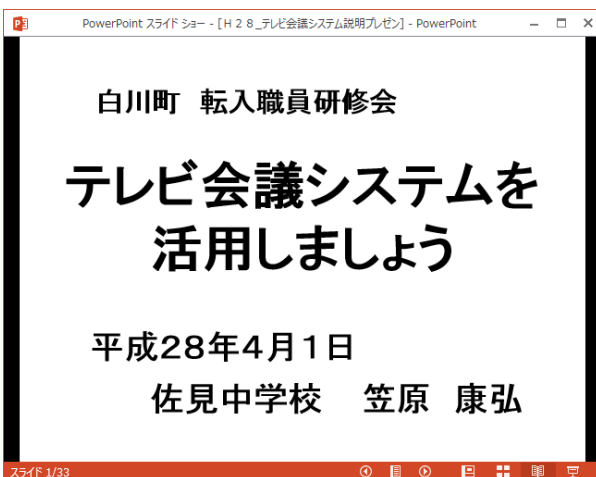 PowerPoint スライド ショー - [Ｈ２８_テレビ会議システム説明プレゼン] - PowerPoint
白川町　転入職員研修会
テレビ会議システムを
活用しましょう
平成28年4月1日
佐見中学校　笠原　康弘
スライド 1/33